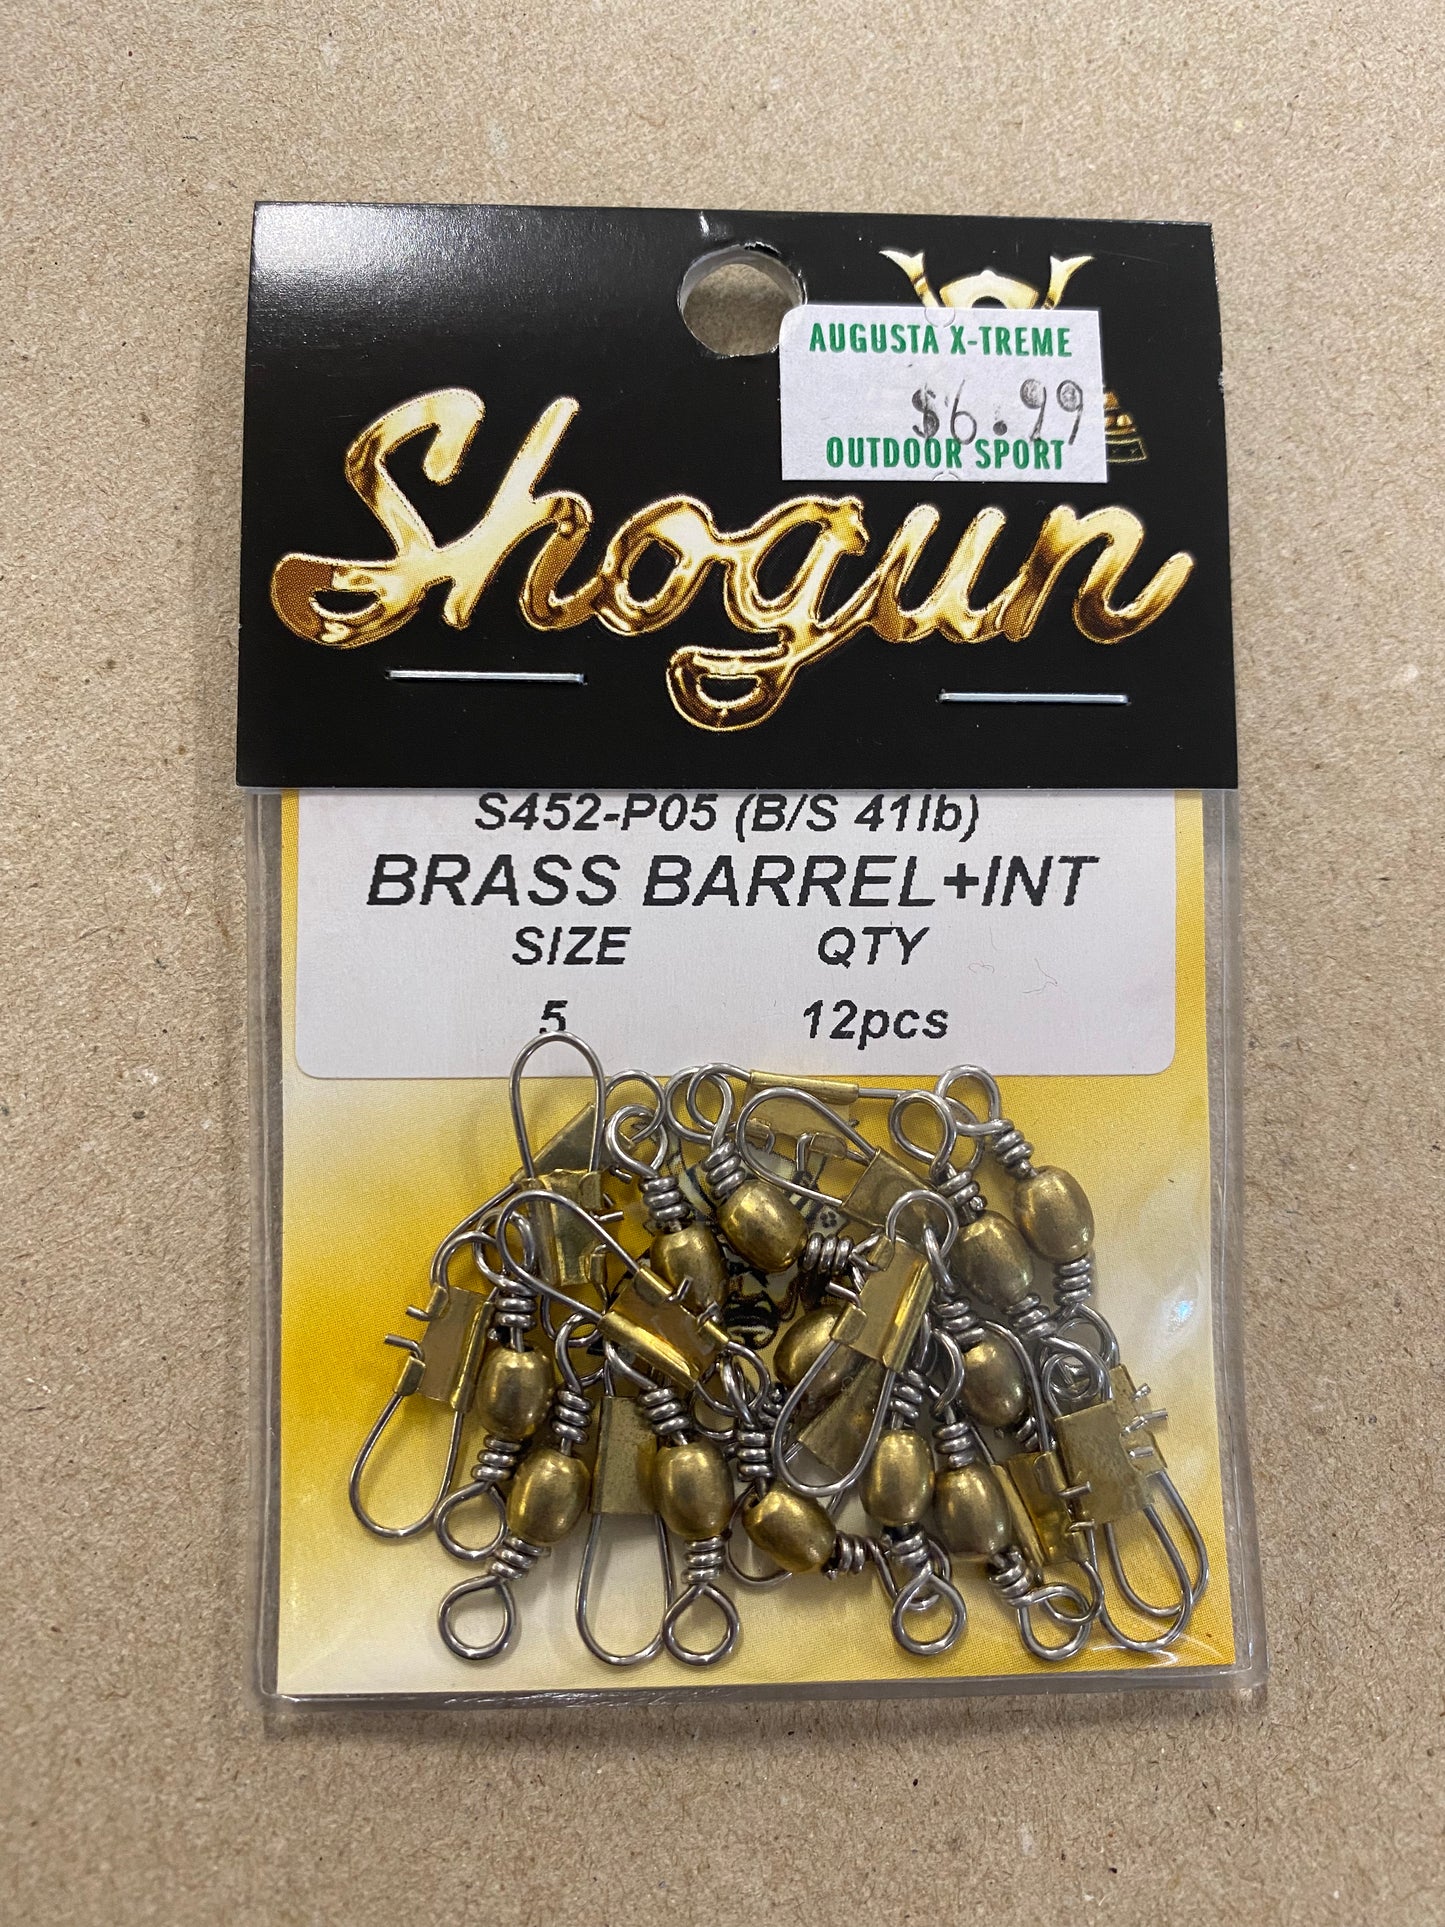 AUGUSTA X-TREME
$6.99
OUTDOOR SPORT
Shogun
S452-P05 (B/S 41lb)
BRASS BARREL+INT
SIZE QTY
5 12pcs